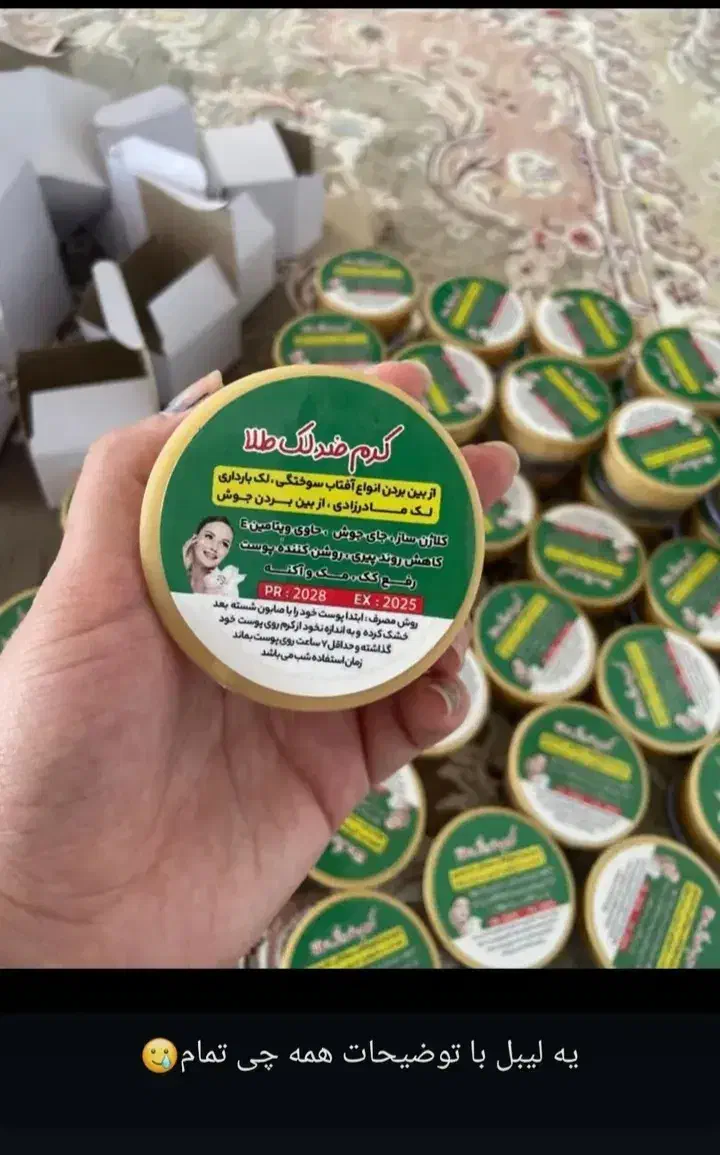 کرم ضد لک طلا
از بین بردن انواع آفتاب سوختگی، لک بارداری
لک مادرزادی، از بین بردن جوش
کلاژن ساز، جای جوش، حاوی ویتامین E
کاهش روند پیری، روشن کننده پوست
رفع کک، مک و آکنه
PR : 2028 EX : 2025
روش مصرف: ابتدا پوست خود را با صابون شسته بعد
خشک کرده و به اندازه نخود از کرم روی پوست خود
گذاشته و حداقل ۷ ساعت روی پوست بماند
زمان استفاده شب می باشد
یه لیبل با توضیحات همه چی تمام🥲